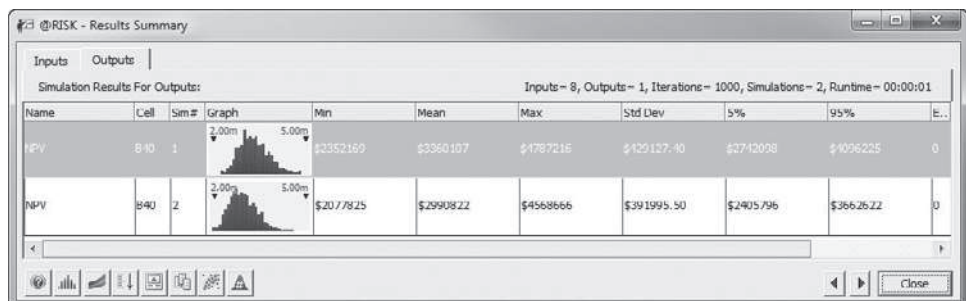 @RISK - Results Summary
Inputs Outputs
Simulation Results For Outputs: Inputs= 8, Outputs= 1, Iterations= 1000, Simulations= 2, Runtime= 00:00:01
Name Cell Sim# Graph Min Mean Max Std Dev 5% 95% E..
2.00m 5.00m
NPV B40 1 $2352169 $3360107 $4787216 $429127.40 $2742098 $4096225 0
2.00m 5.00m
NPV B40 2 $2077825 $2990822 $4568666 $391995.50 $2405796 $3662622 0
Close